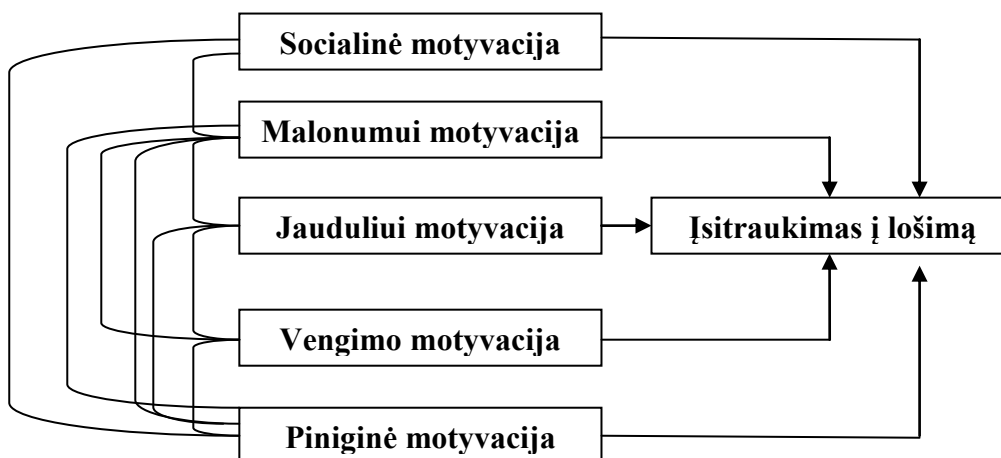 Socialinė motyvacija
Malonumui motyvacija
Jauduliui motyvacija
Įsitraukimas į lošimą
Vengimo motyvacija
Piniginė motyvacija